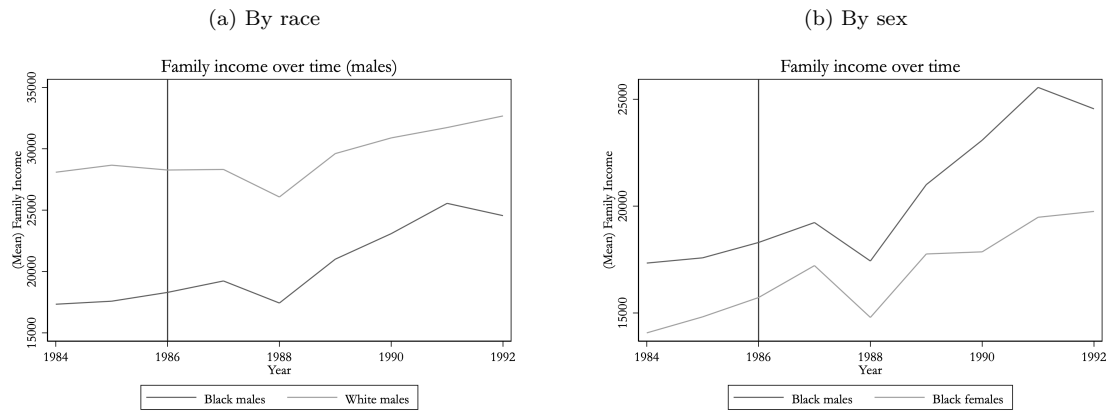 (a) By race
Family income over time (males)
(Mean) Family Income
35000
30000
25000
20000
15000
1984 1986 1988 1990 1992
Year
Black males White males
(b) By sex
Family income over time
(Mean) Family Income
25000
20000
15000
1984 1986 1988 1990 1992
Year
Black males Black females